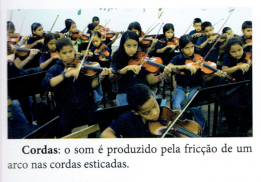 Cordas: o som é produzido pela fricção de um
arco nas cordas esticadas.